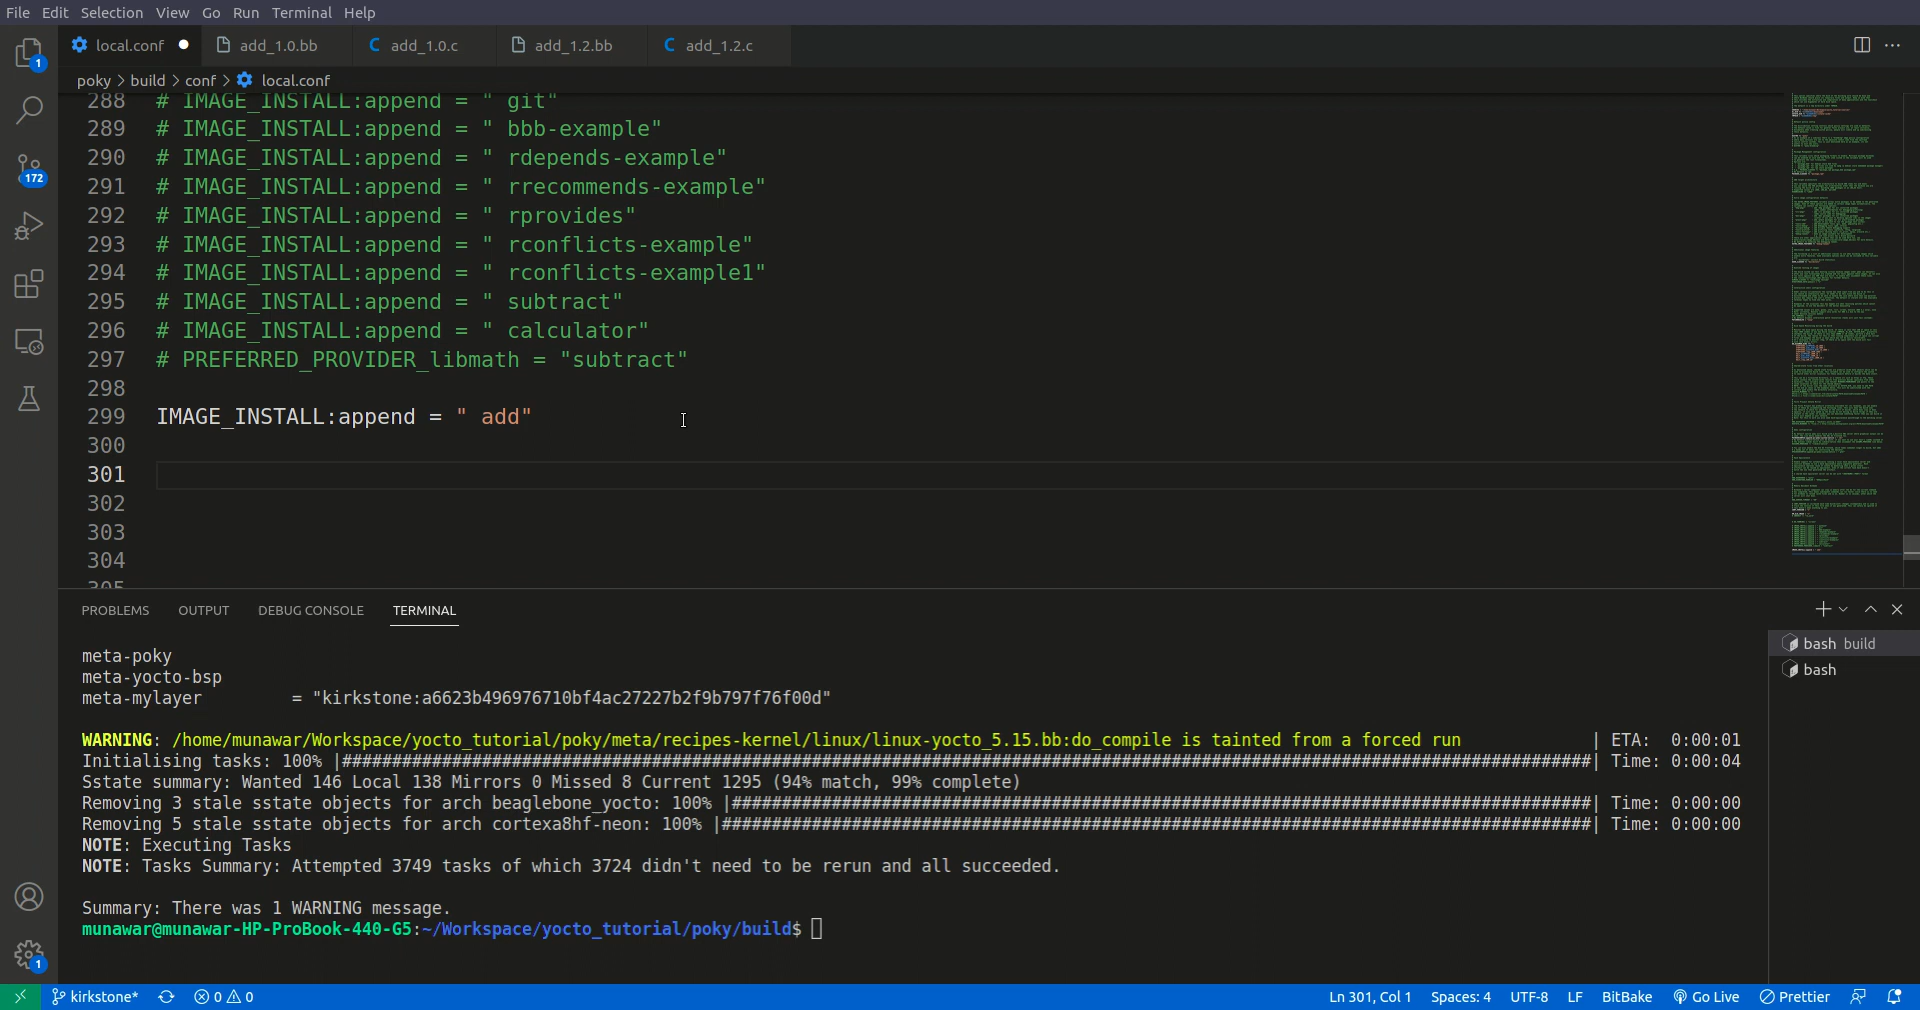 File Edit Selection View Go Run Terminal Help
local.conf add_1.0.bb add_1.0.c add_1.2.bb add_1.2.c
poky > build > conf > local.conf
288 # IMAGE_INSTALL:append = " git"
289 # IMAGE_INSTALL:append = " bbb-example"
290 # IMAGE_INSTALL:append = " rdepends-example"
291 # IMAGE_INSTALL:append = " rrecommends-example"
292 # IMAGE_INSTALL:append = " rprovides"
293 # IMAGE_INSTALL:append = " rconflicts-example"
294 # IMAGE_INSTALL:append = " rconflicts-example1"
295 # IMAGE_INSTALL:append = " subtract"
296 # IMAGE_INSTALL:append = " calculator"
297 # PREFERRED_PROVIDER_libmath = "subtract"
298
299 IMAGE_INSTALL:append = " add"
300
301
302
303
304
305
1
172
1
PROBLEMS OUTPUT DEBUG CONSOLE TERMINAL
bash build
bash
meta-poky
meta-yocto-bsp
meta-mylayer = "kirkstone:a6623b496976710bf4ac27227b2f9b797f76f00d"
WARNING: /home/munawar/Workspace/yocto_tutorial/poky/meta/recipes-kernel/linux/linux-yocto_5.15.bb:do_compile is tainted from a forced run | ETA: 0:00:01
Initialising tasks: 100% |############################################################################################################################| Time: 0:00:04
Sstate summary: Wanted 146 Local 138 Mirrors 0 Missed 8 Current 1295 (94% match, 99% complete)
Removing 3 stale sstate objects for arch beaglebone_yocto: 100% |######################################################################################| Time: 0:00:00
Removing 5 stale sstate objects for arch cortexa8hf-neon: 100% |#######################################################################################| Time: 0:00:00
NOTE: Executing Tasks
NOTE: Tasks Summary: Attempted 3749 tasks of which 3724 didn't need to be rerun and all succeeded.
Summary: There was 1 WARNING message.
munawar@munawar-HP-ProBook-440-G5:~/Workspace/yocto_tutorial/poky/build$
kirkstone* 0 0 Ln 301, Col 1 Spaces: 4 UTF-8 LF BitBake Go Live Prettier